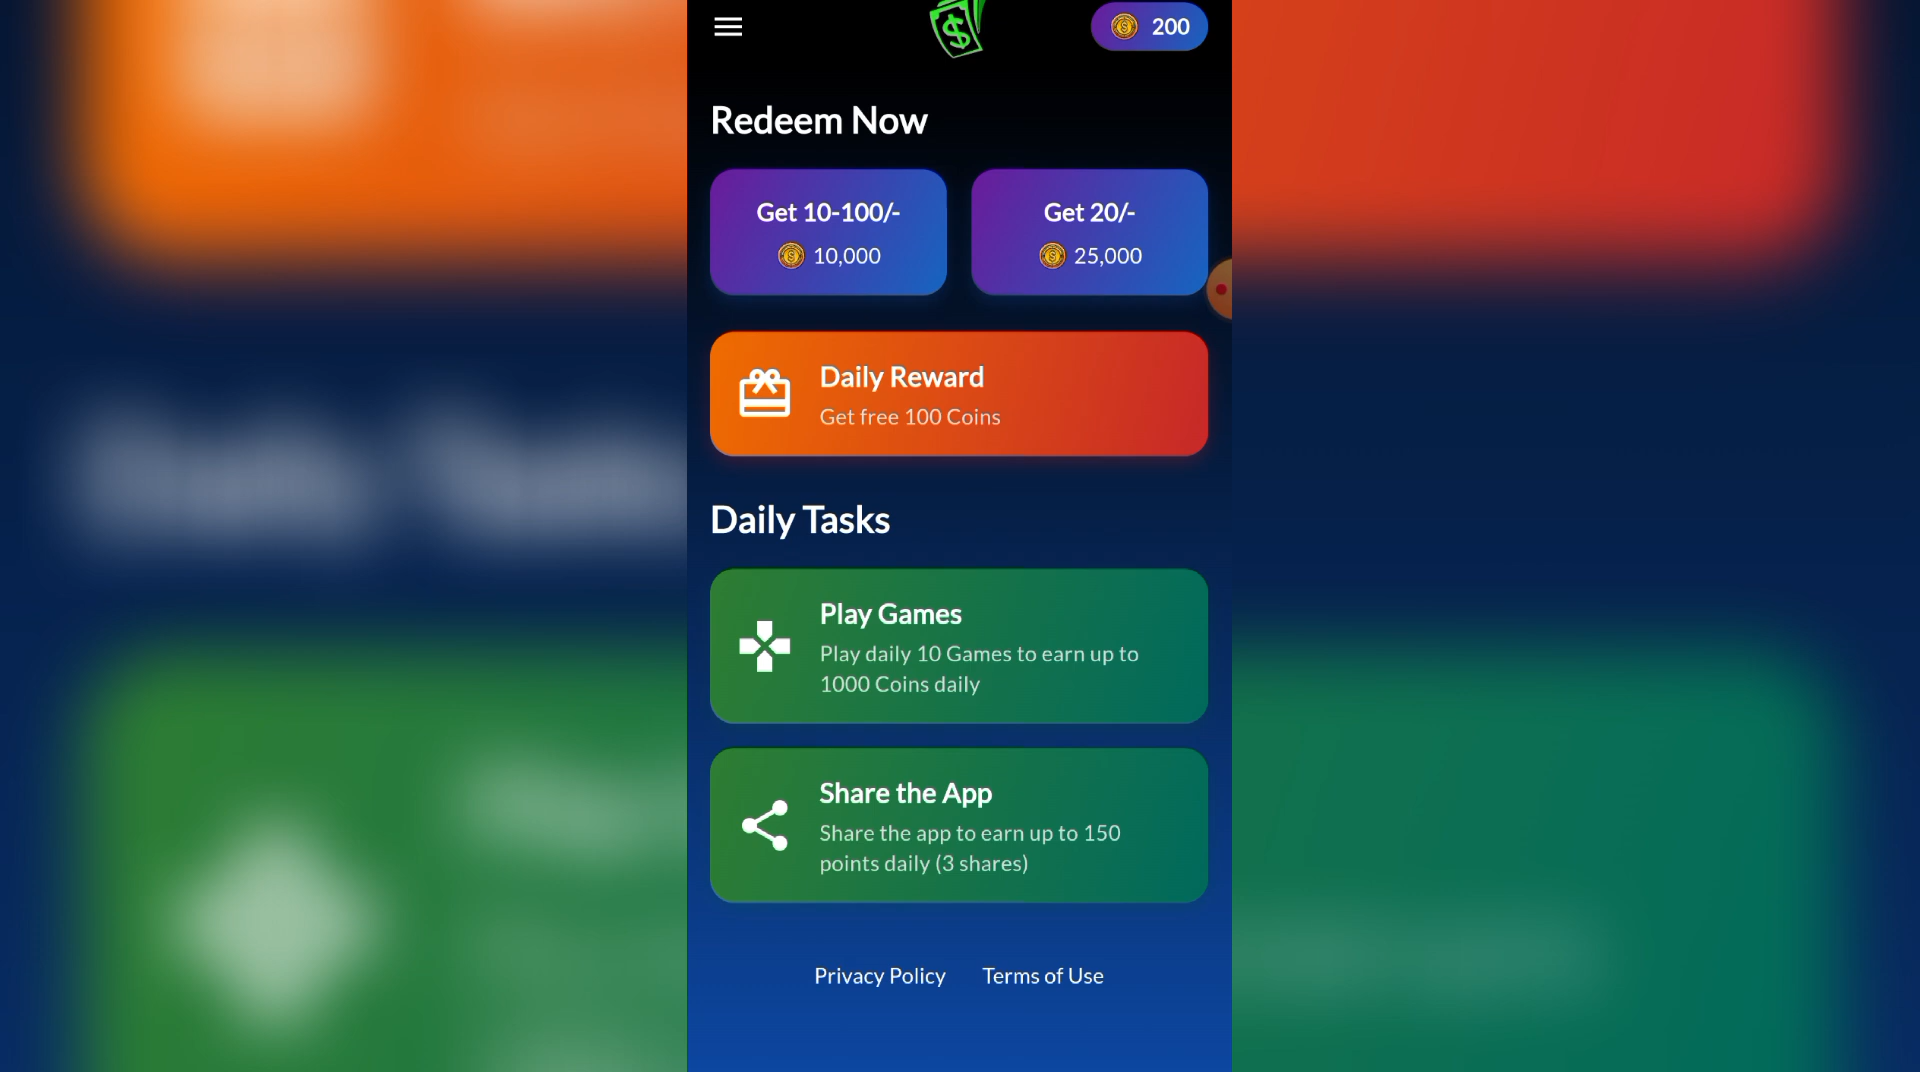 200
Redeem Now
Get 10-100/-
10,000
Get 20/-
25,000
Daily Reward
Get free 100 Coins
Daily Tasks
Play Games
Play daily 10 Games to earn up to
1000 Coins daily
Share the App
Share the app to earn up to 150
points daily (3 shares)
Privacy Policy
Terms of Use